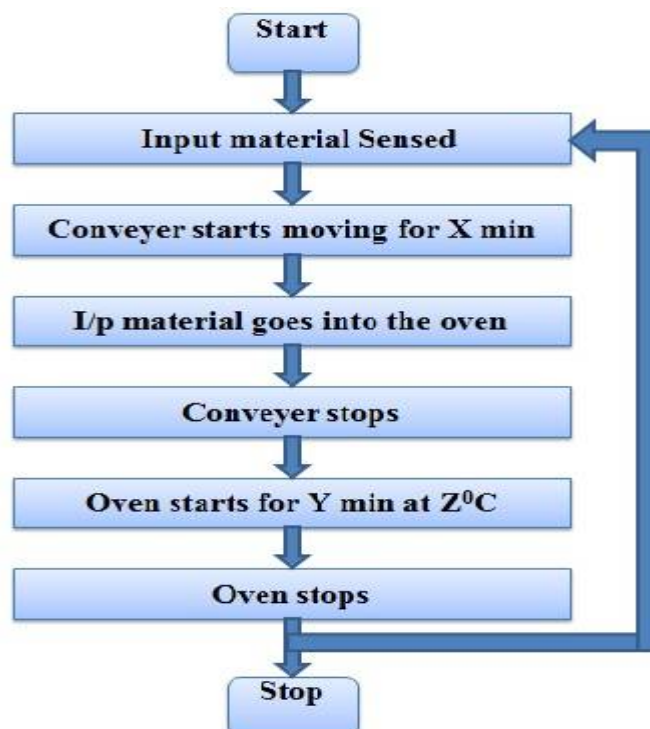 Start
Input material Sensed
Conveyer starts moving for X min
I/p material goes into the oven
Conveyer stops
Oven starts for Y min at Z⁰C
Oven stops
Stop